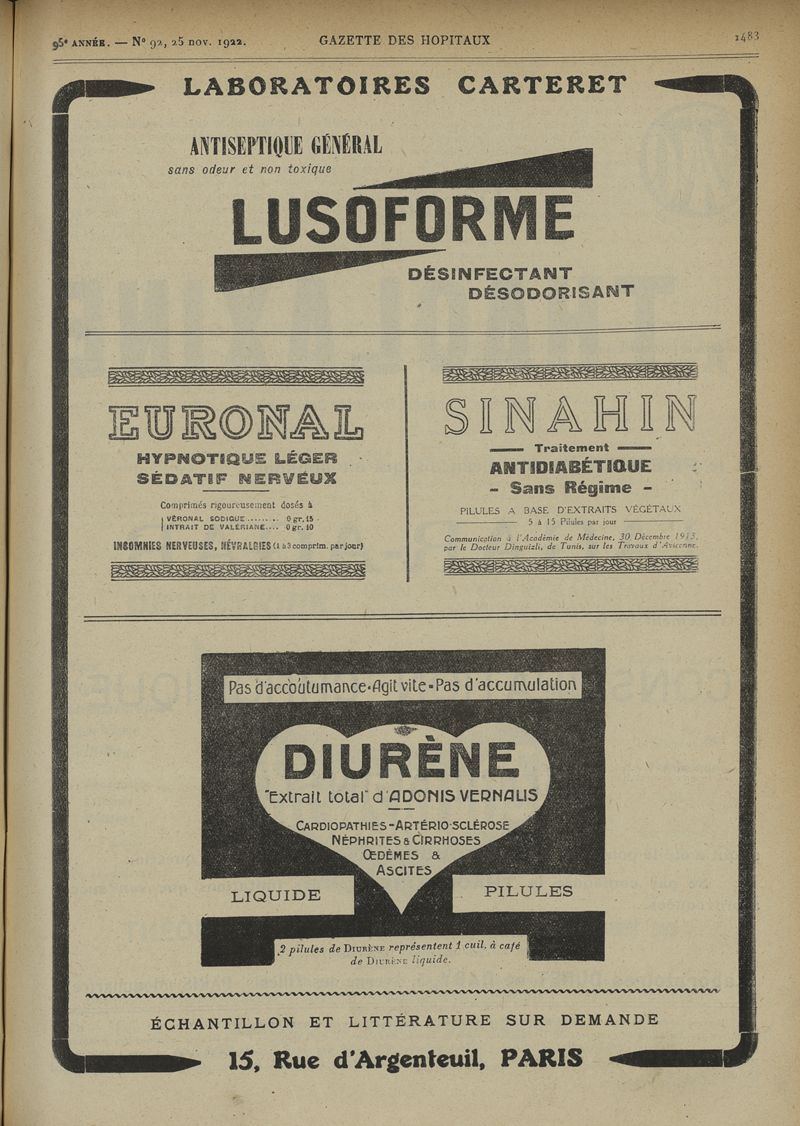 95e ANNÉE. — No 92, 25 NOV. 1922.
GAZETTE DES HOPITAUX
1483
LABORATOIRES CARTERET
ANTISEPTIQUE GÉNÉRAL
sans odeur et non toxique
LUSOFORME
DÉSINFECTANT
DÉSODORISANT
EURONAL
HYPNOTIQUE LÉGER
SÉDATIF NERVEUX
Comprimés rigoureusement dosés à
VÉRONAL SODIQUE........ 0 gr. 15
INTRAIT DE VALÉRIANE.... 0 gr. 10
INSOMNIES NERVEUSES, NÉVRALGIES (1 à 3 comprim. par jour)
SINAHIN
Traitement
ANTIDIABÉTIQUE
- Sans Régime -
PILULES A BASE D'EXTRAITS VÉGÉTAUX
5 à 15 Pilules par jour
Communication à l'Académie de Médecine, 30 Décembre 1913,
par le Docteur Dinguizli, de Tunis, sur les Travaux d'Avicenne.
Pas d'accoutumance-Agit vite-Pas d'accumulation
DIURÈNE
"Extrait total" d'ADONIS VERNALIS
CARDIOPATHIES-ARTÉRIO-SCLÉROSE
NÉPHRITES & CIRRHOSES
ŒDÈMES &
ASCITES
LIQUIDE
PILULES
2 pilules de DIURÈNE représentent 1 cuil. à café
de DIURÈNE liquide.
ÉCHANTILLON ET LITTÉRATURE SUR DEMANDE
15, Rue d'Argenteuil, PARIS